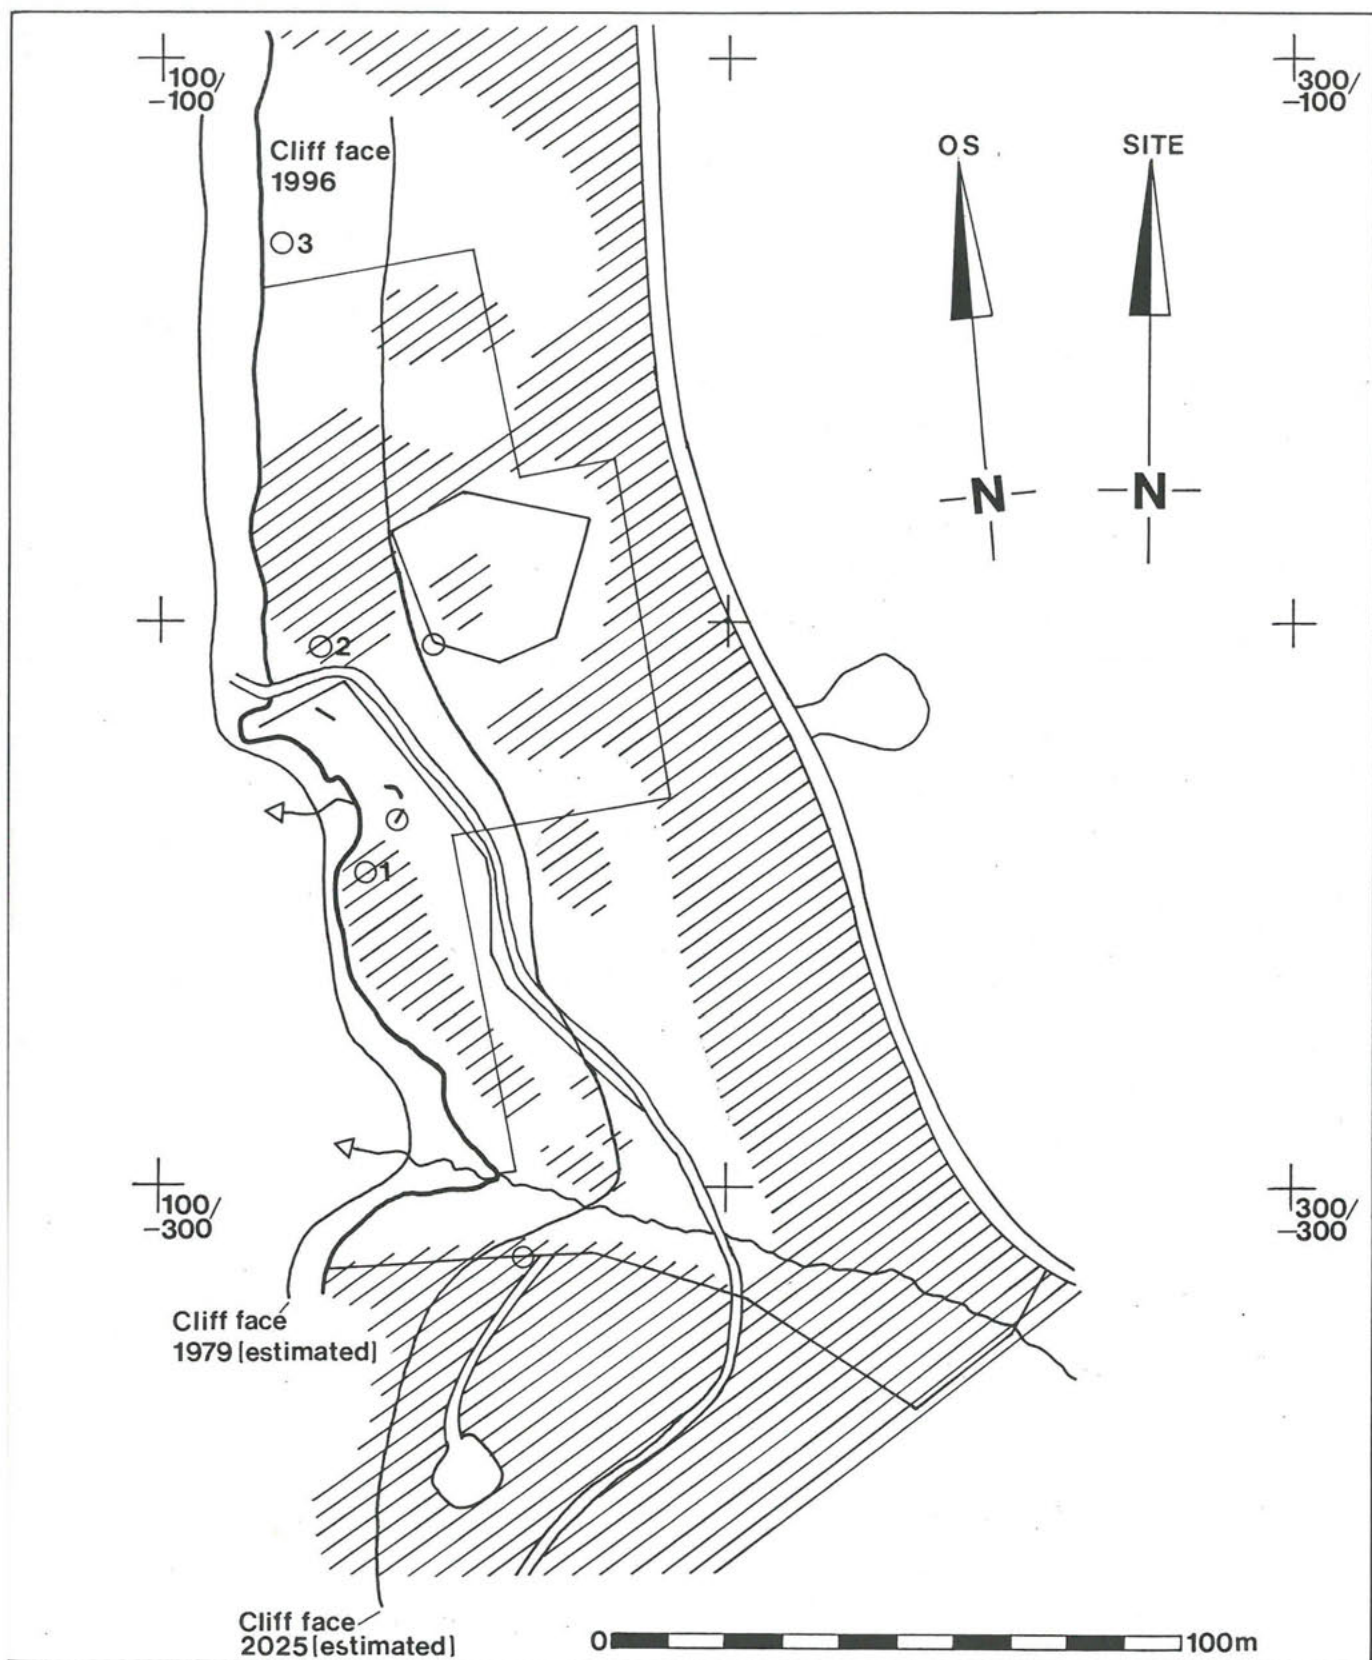 100/
-100
300/
-100
Cliff face
1996
OS
SITE
3
N
N
2
1
100/
-300
300/
-300
Cliff face
1979 [estimated]
Cliff face
2025 [estimated]
0
100m